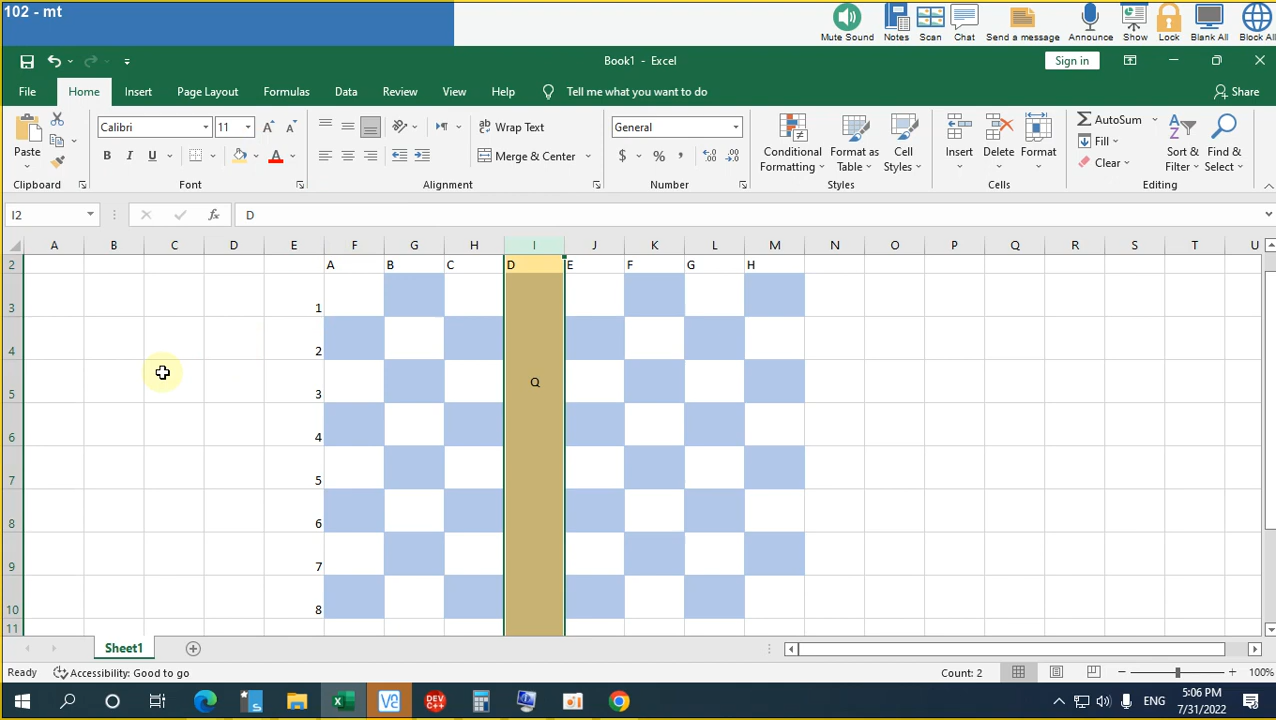 102 - mt
Mute Sound Notes Scan Chat Send a message Announce Show Lock Blank All Block All
Book1 - Excel
Sign in
File Home Insert Page Layout Formulas Data Review View Help Tell me what you want to do Share
Paste
Calibri 11
B I U
A
Wrap Text
Merge & Center
General
$ % ,
Conditional
Formatting
Format as
Table
Cell
Styles
Insert
Delete
Format
AutoSum
Fill
Clear
Sort &
Filter
Find &
Select
Clipboard Font Alignment Number Styles Cells Editing
I2 fx D
A B C D E F G H I J K L M N O P Q R S T U
2 A B C D E F G H
3 1
4 2
5 3 Q
6 4
7 5
8 6
9 7
10 8
11
Sheet1
Ready Accessibility: Good to go Count: 2 100%
ENG 5:06 PM
7/31/2022